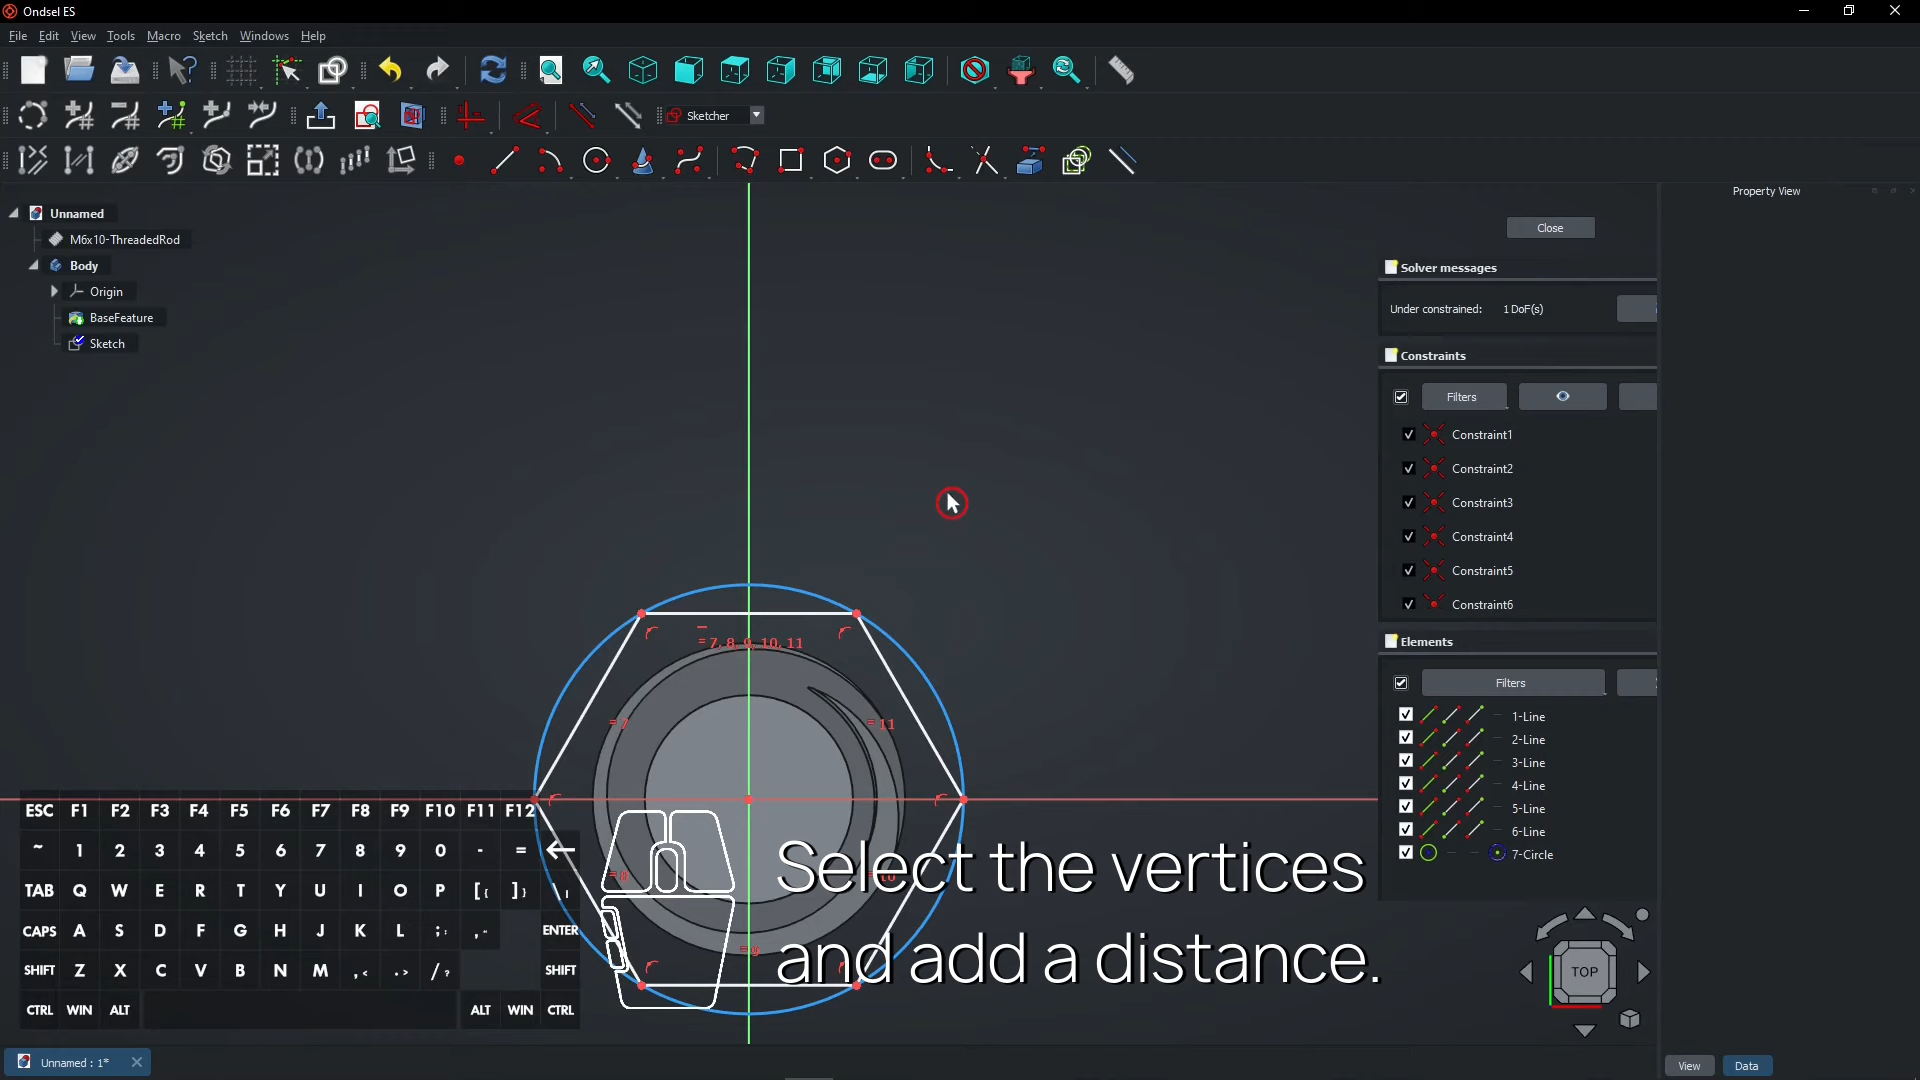 Ondsel ES
File Edit View Tools Macro Sketch Windows Help
Sketcher
Property View
Unnamed
M6x10-ThreadedRod
Body
Origin
BaseFeature
Sketch
Close
Solver messages
Under constrained: 1 DoF(s)
Constraints
Filters
Constraint1
Constraint2
Constraint3
Constraint4
Constraint5
Constraint6
Elements
Filters
1-Line
2-Line
3-Line
4-Line
5-Line
6-Line
7-Circle
= 7, 8, 9, 10, 11
= 7
= 11
ESC F1 F2 F3 F4 F5 F6 F7 F8 F9 F10 F11 F12
~ 1 2 3 4 5 6 7 8 9 0 - =
TAB Q W E R T Y U I O P [{ ]} \|
CAPS A S D F G H J K L ;: ,"
ENTER
SHIFT Z X C V B N M ,< .> /? SHIFT
CTRL WIN ALT ALT WIN CTRL
Select the vertices
and add a distance.
TOP
Unnamed : 1*
View Data